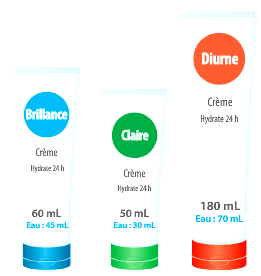 Brillance
Crème
Hydrate 24 h
60 mL
Eau : 45 mL
Claire
Crème
Hydrate 24 h
50 mL
Eau : 30 mL
Diurne
Crème
Hydrate 24 h
180 mL
Eau : 70 mL